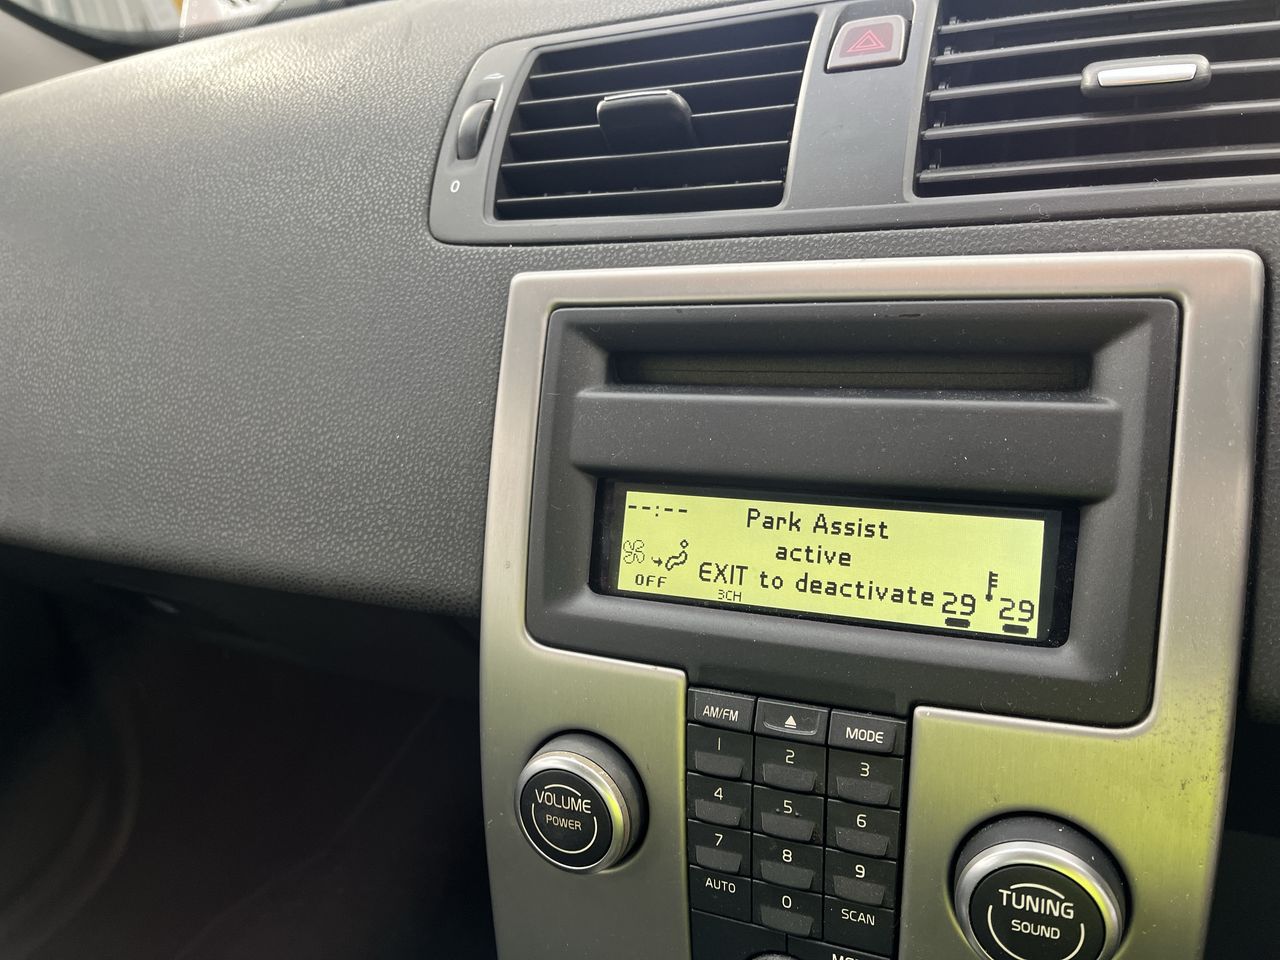 0
--:--
Park Assist
active
EXIT to deactivate
OFF
3CH
29
29
AM/FM
MODE
1
2
3
4
5
6
7
8
9
AUTO
0
SCAN
VOLUME
POWER
TUNING
SOUND